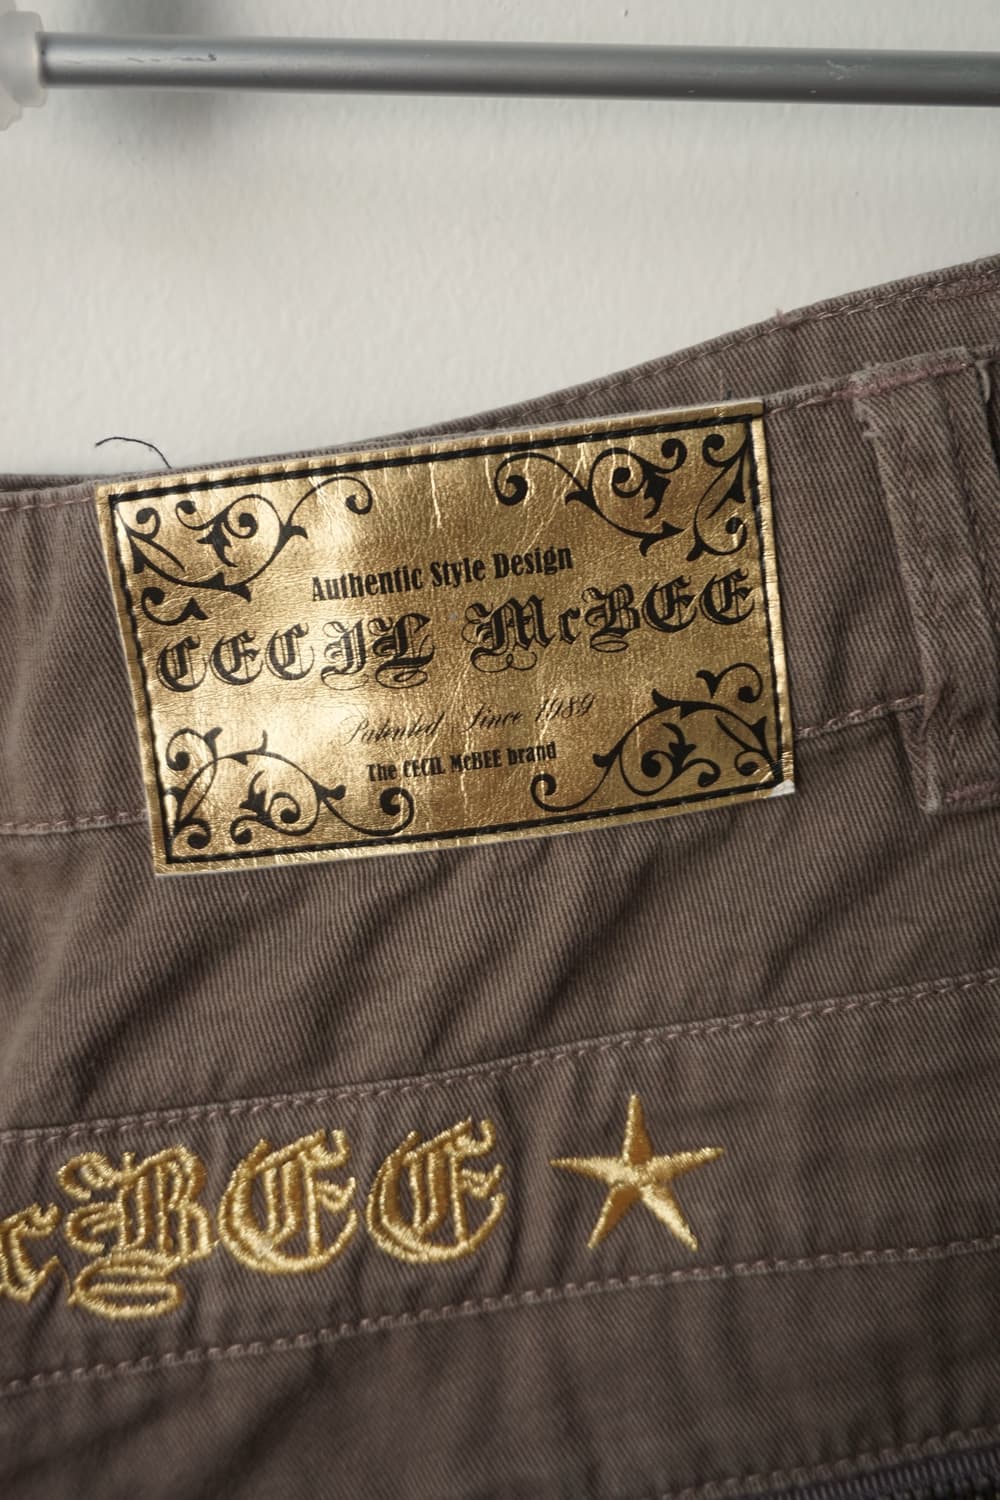 Authentic Style Design
CECIL McBEE
Patented Since 1989
The CECIL McBEE brand
cBEE